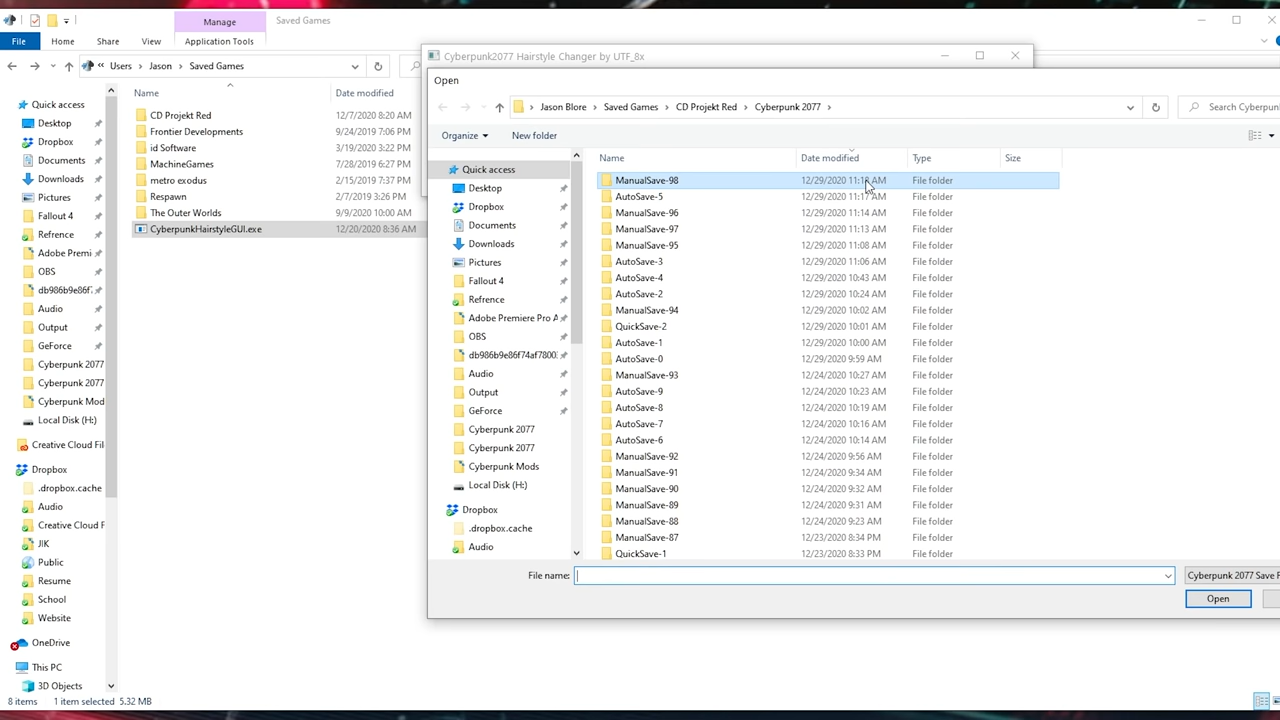 Manage
Saved Games
File
Home
Share
View
Application Tools
Users
Jason
Saved Games
Name
Date modified
Quick access
Desktop
Dropbox
Documents
Downloads
Pictures
Fallout 4
Refrence
Adobe Premi
OBS
db986b9e86f7
Audio
Output
GeForce
Cyberpunk 2077
Cyberpunk 2077
Cyberpunk Mod
Local Disk (H:)
Creative Cloud Fil
Dropbox
.dropbox.cache
Audio
Creative Cloud F
JIK
Public
Resume
School
Website
OneDrive
This PC
3D Objects
CD Projekt Red 12/7/2020 8:20 AM
Frontier Developments 9/24/2019 7:06 PM
id Software 3/19/2020 3:22 PM
MachineGames 7/28/2019 6:27 PM
metro exodus 2/15/2019 7:37 PM
Respawn 2/7/2019 3:26 PM
The Outer Worlds 9/9/2020 10:00 AM
CyberpunkHairstyleGUI.exe 12/20/2020 8:36 AM
8 items 1 item selected 5.32 MB
Cyberpunk2077 Hairstyle Changer by UTF_8x
Open
Jason Blore
Saved Games
CD Projekt Red
Cyberpunk 2077
Search Cyberpun
Organize
New folder
Quick access
Desktop
Dropbox
Documents
Downloads
Pictures
Fallout 4
Refrence
Adobe Premiere Pro A
OBS
db986b9e86f74af7800
Audio
Output
GeForce
Cyberpunk 2077
Cyberpunk 2077
Cyberpunk Mods
Local Disk (H:)
Dropbox
.dropbox.cache
Audio
Name Date modified Type Size
ManualSave-98 12/29/2020 AM File folder
AutoSave-5 12/29/2020 11:17 AM File folder
ManualSave-96 12/29/2020 11:14 AM File folder
ManualSave-97 12/29/2020 11:13 AM File folder
ManualSave-95 12/29/2020 11:08 AM File folder
AutoSave-3 12/29/2020 11:06 AM File folder
AutoSave-4 12/29/2020 10:43 AM File folder
AutoSave-2 12/29/2020 10:24 AM File folder
ManualSave-94 12/29/2020 10:02 AM File folder
QuickSave-2 12/29/2020 10:01 AM File folder
AutoSave-1 12/29/2020 10:00 AM File folder
AutoSave-0 12/29/2020 9:59 AM File folder
ManualSave-93 12/24/2020 10:27 AM File folder
AutoSave-9 12/24/2020 10:23 AM File folder
AutoSave-8 12/24/2020 10:19 AM File folder
AutoSave-7 12/24/2020 10:16 AM File folder
AutoSave-6 12/24/2020 10:14 AM File folder
ManualSave-92 12/24/2020 9:56 AM File folder
ManualSave-91 12/24/2020 9:34 AM File folder
ManualSave-90 12/24/2020 9:32 AM File folder
ManualSave-89 12/24/2020 9:31 AM File folder
ManualSave-88 12/24/2020 9:23 AM File folder
ManualSave-87 12/23/2020 8:34 PM File folder
QuickSave-1 12/23/2020 8:33 PM File folder
File name:
Cyberpunk 2077 Save F
Open